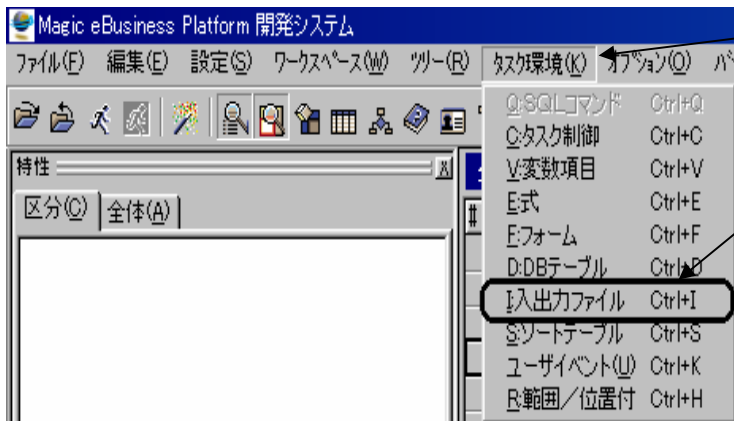 Magic eBusiness Platform 開発システム
ファイル(F) 編集(E) 設定(S) ワークスペース(W) ツリー(R) タスク環境(K) オプション(O)
Q:SQLコマンド Ctrl+Q
C:タスク制御 Ctrl+C
特性
V:変数項目 Ctrl+V
区分(C) 全体(A)
E:式 Ctrl+E
#
F:フォーム Ctrl+F
D:DBテーブル Ctrl+D
I:入出力ファイル Ctrl+I
S:ソートテーブル Ctrl+S
ユーザイベント(U) Ctrl+K
R:範囲/位置付 Ctrl+H